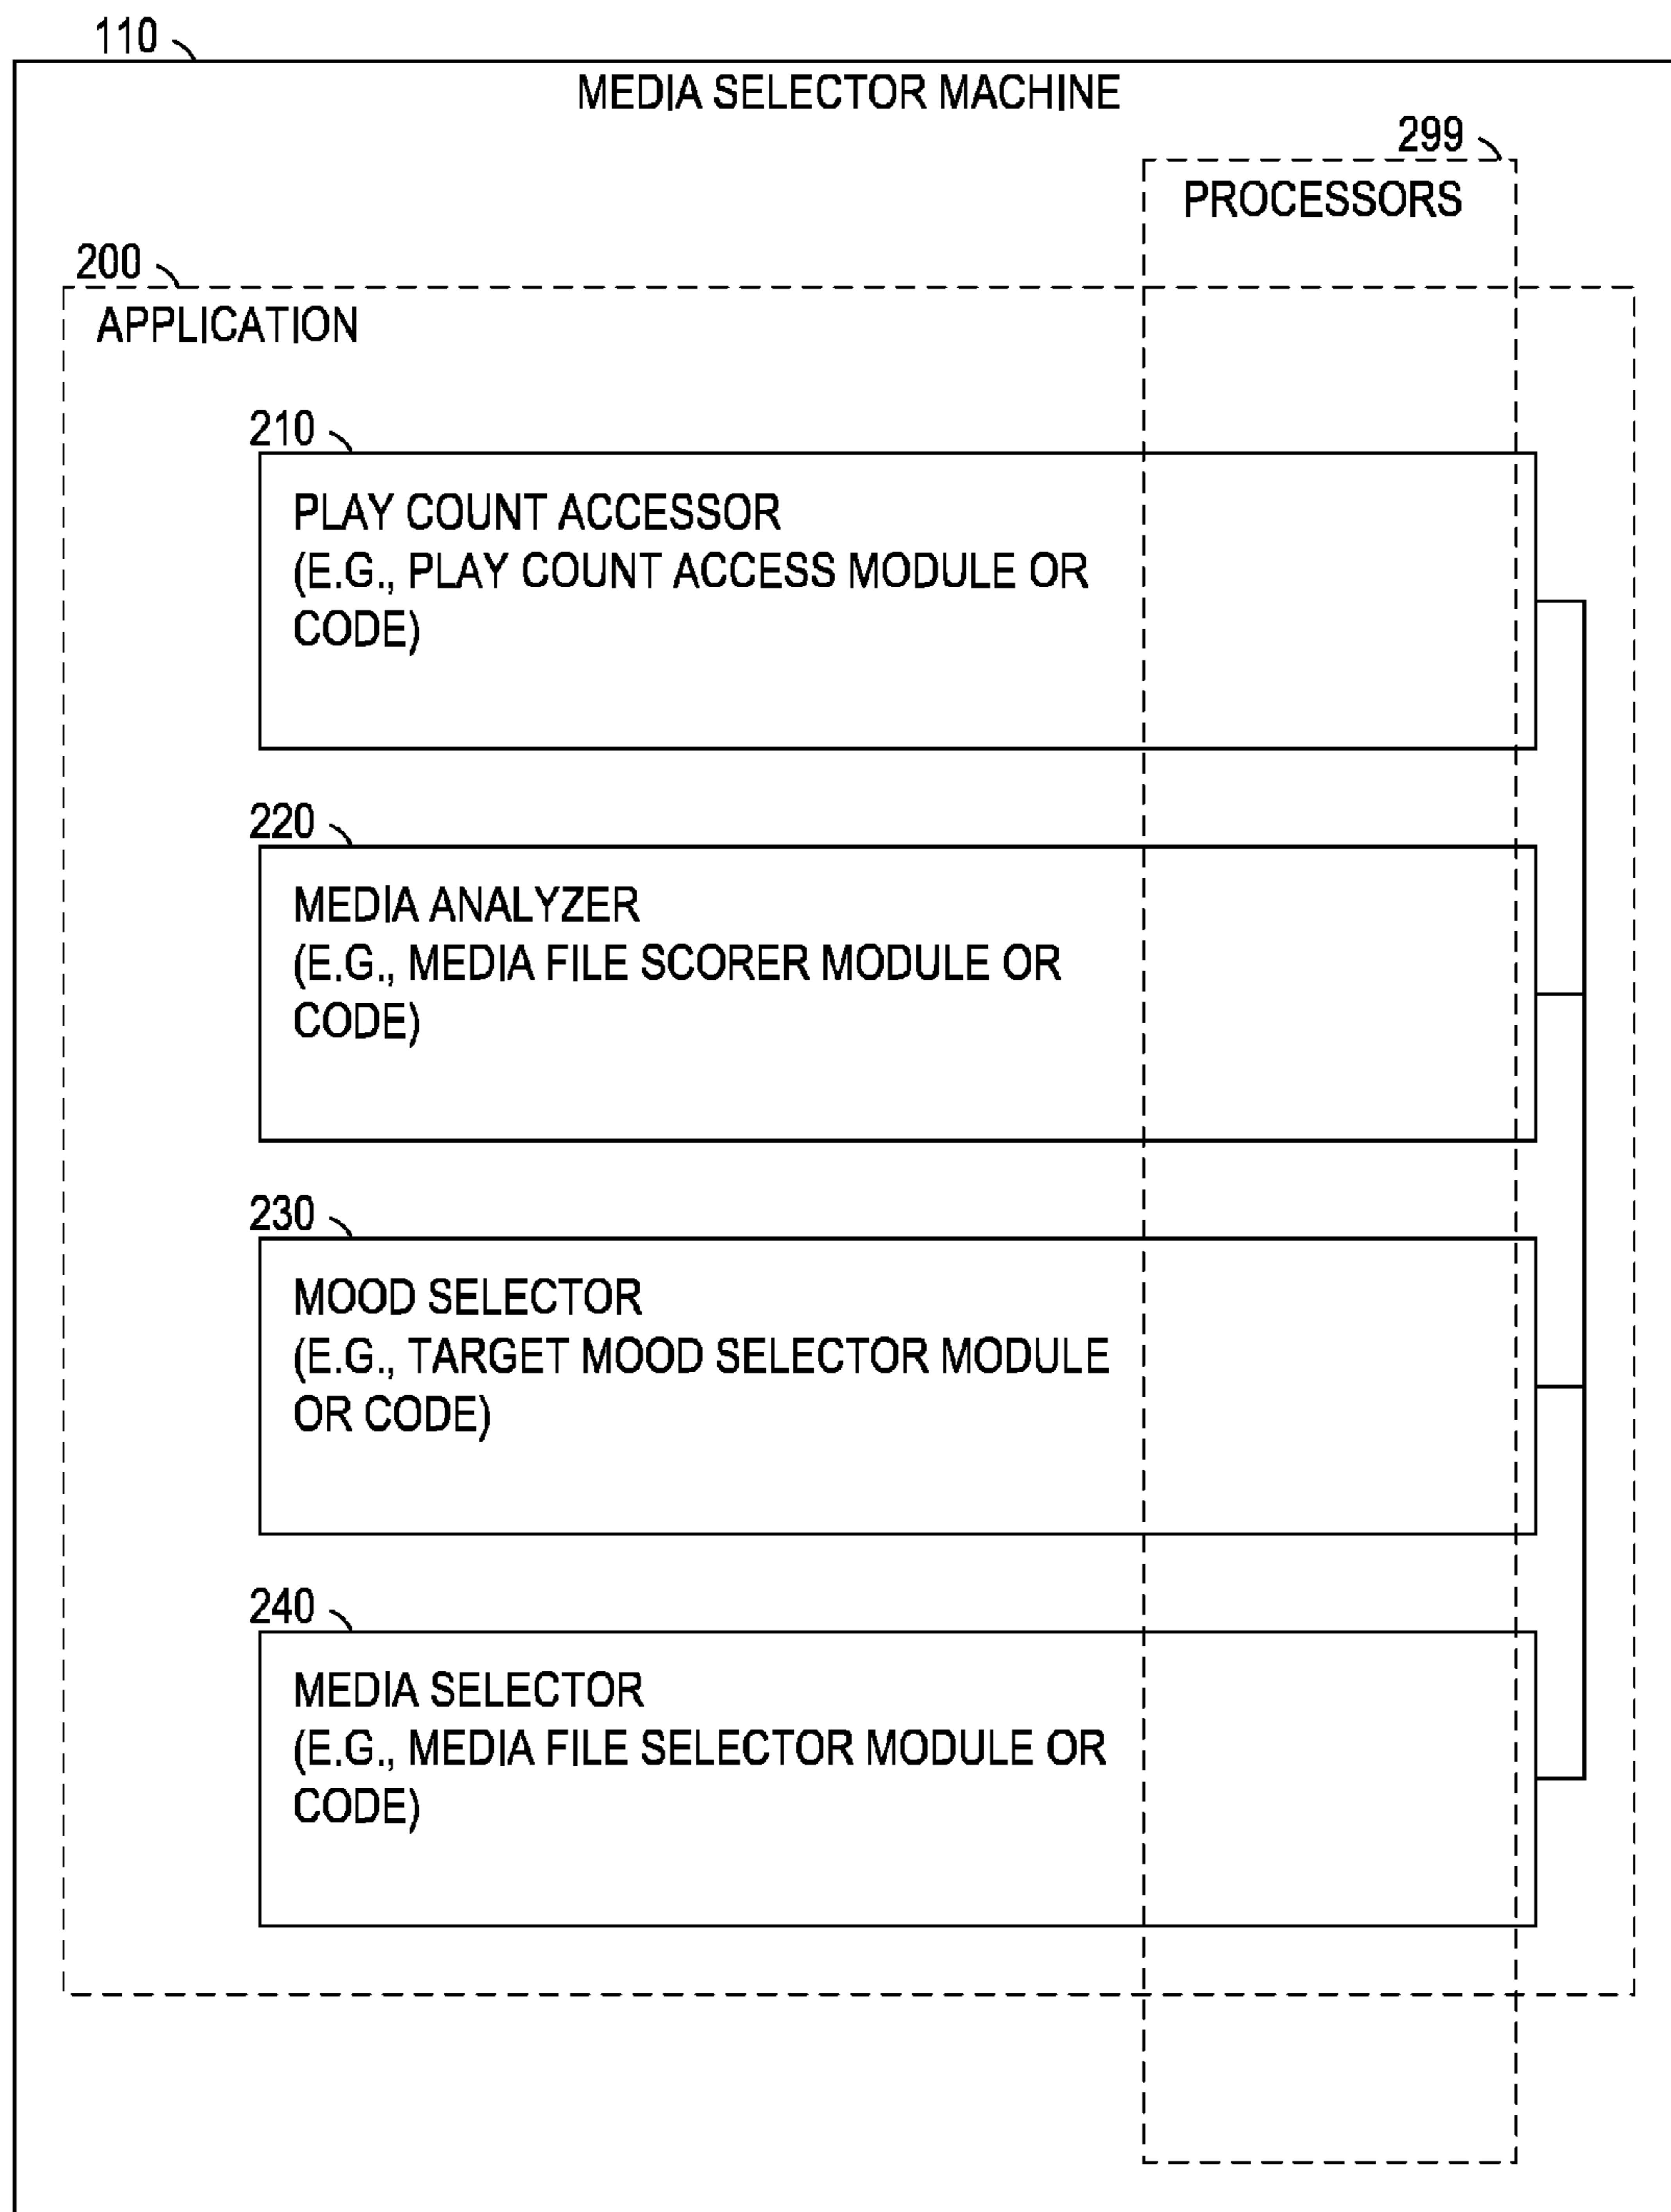 110
MEDIA SELECTOR MACHINE
299
PROCESSORS
200
APPLICATION
210
PLAY COUNT ACCESSOR
(E.G., PLAY COUNT ACCESS MODULE OR
CODE)
220
MEDIA ANALYZER
(E.G., MEDIA FILE SCORER MODULE OR
CODE)
230
MOOD SELECTOR
(E.G., TARGET MOOD SELECTOR MODULE
OR CODE)
240
MEDIA SELECTOR
(E.G., MEDIA FILE SELECTOR MODULE OR
CODE)